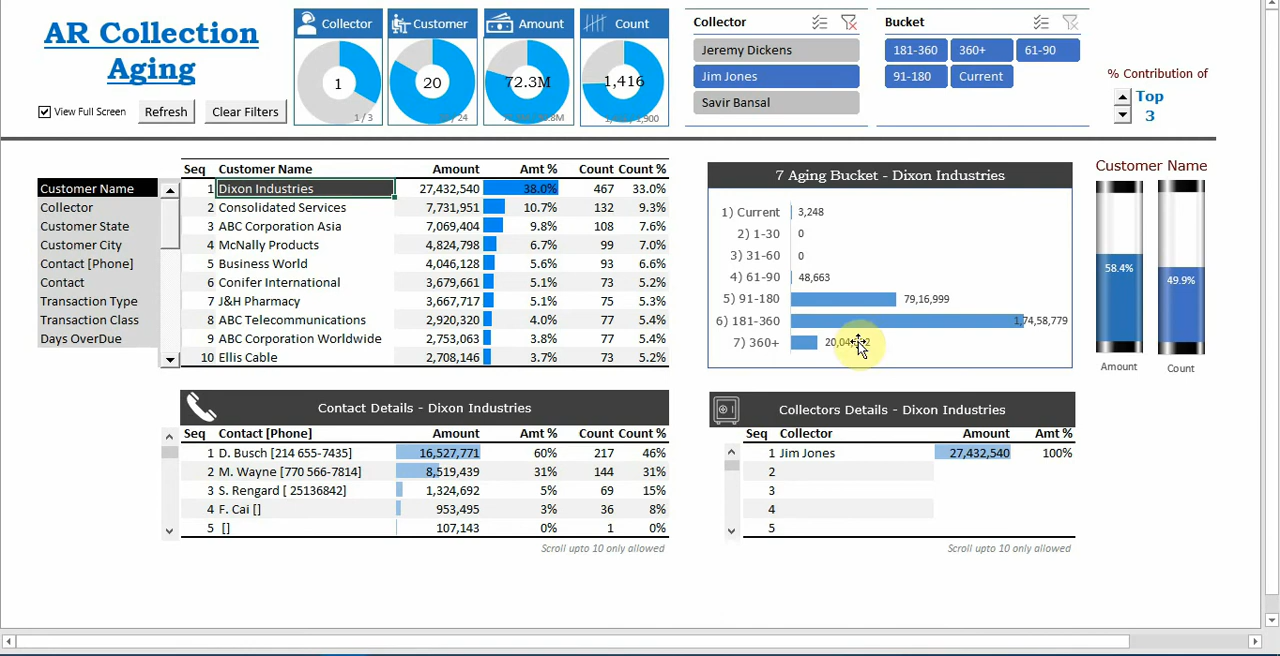 AR Collection
Aging
View Full Screen
Refresh
Clear Filters
Collector
1
1 / 3
Customer
20
/ 24
Amount
72.3M
Count
1,416
1,900
Collector
Jeremy Dickens
Jim Jones
Savir Bansal
Bucket
181-360 360+ 61-90
91-180 Current
% Contribution of
Top
3
Customer Name
Collector
Customer State
Customer City
Contact [Phone]
Contact
Transaction Type
Transaction Class
Days OverDue
Seq Customer Name Amount Amt % Count Count %
1 Dixon Industries 27,432,540 38.0% 467 33.0%
2 Consolidated Services 7,731,951 10.7% 132 9.3%
3 ABC Corporation Asia 7,069,404 9.8% 108 7.6%
4 McNally Products 4,824,798 6.7% 99 7.0%
5 Business World 4,046,128 5.6% 93 6.6%
6 Conifer International 3,679,661 5.1% 73 5.2%
7 J&H Pharmacy 3,667,717 5.1% 75 5.3%
8 ABC Telecommunications 2,920,320 4.0% 77 5.4%
9 ABC Corporation Worldwide 2,753,063 3.8% 77 5.4%
10 Ellis Cable 2,708,146 3.7% 73 5.2%
7 Aging Bucket - Dixon Industries
1) Current 3,248
2) 1-30 0
3) 31-60 0
4) 61-90 48,663
5) 91-180 79,16,999
6) 181-360 1,74,58,779
7) 360+
Customer Name
58.4% 49.9%
Amount Count
Contact Details - Dixon Industries
Seq Contact [Phone] Amount Amt % Count Count %
1 D. Busch [214 655-7435] 16,527,771 60% 217 46%
2 M. Wayne [770 566-7814] 8,519,439 31% 144 31%
3 S. Rengard [ 25136842] 1,324,692 5% 69 15%
4 F. Cai [] 953,495 3% 36 8%
5 [] 107,143 0% 1 0%
Scroll upto 10 only allowed
Collectors Details - Dixon Industries
Seq Collector Amount Amt %
1 Jim Jones 27,432,540 100%
2
3
4
5
Scroll upto 10 only allowed